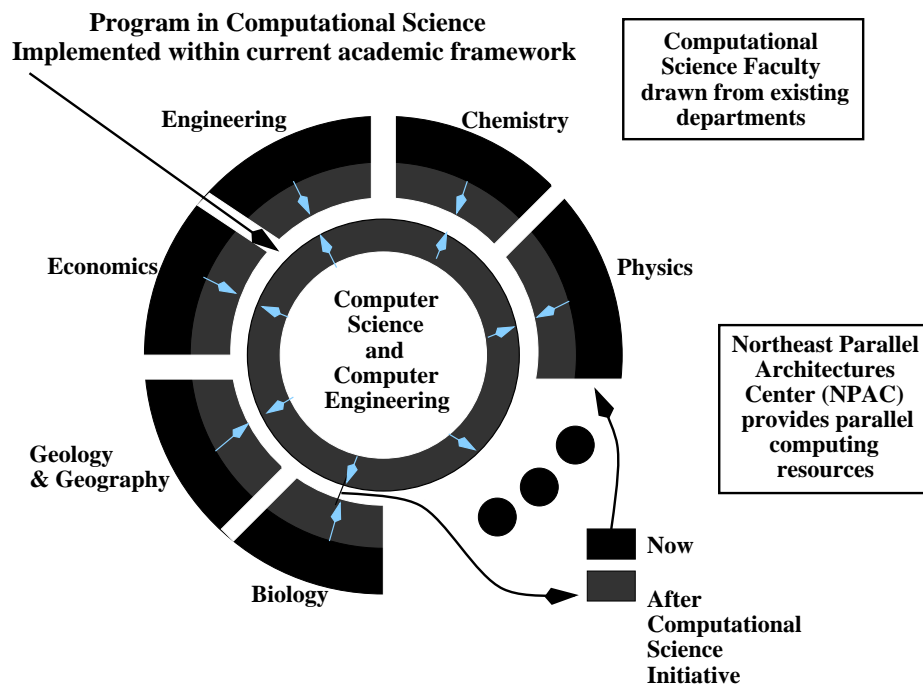 Program in Computational Science
Implemented within current academic framework
Computational
Science Faculty
drawn from existing
departments
Engineering
Chemistry
Economics
Physics
Computer
Science
and
Computer
Engineering
Northeast Parallel
Architectures
Center (NPAC)
provides parallel
computing
resources
Geology
& Geography
Biology
Now
After
Computational
Science
Initiative